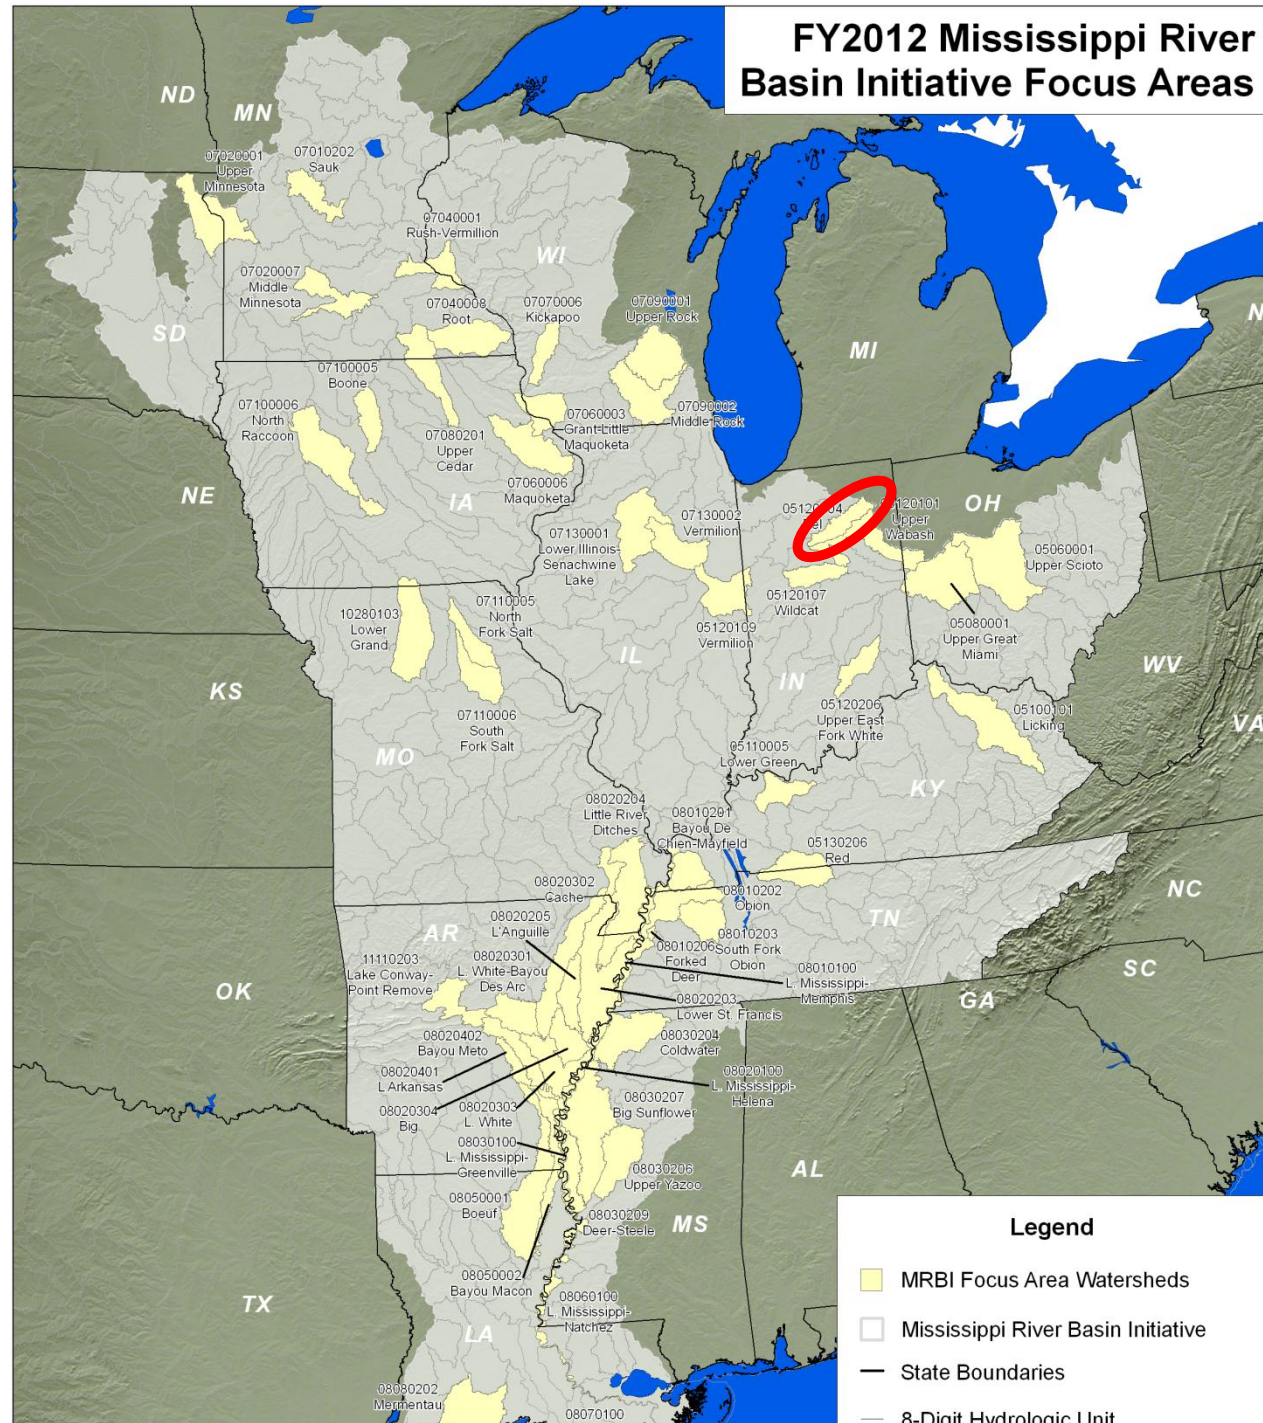 FY2012 Mississippi River
Basin Initiative Focus Areas
ND
MN
07020001
Upper
Minnesota
07010202
Sauk
07040001
Rush-Vermillion
WI
07020007
Middle
Minnesota
07040008
Root
07070006
Kickapoo
07090001
Upper Rock
SD
MI
N
07100005
Boone
07100006
North
Raccoon
07080201
Upper
Cedar
07060003
Grant-Little
Maquoketa
07090002
Middle Rock
07060006
Maquoketa
NE
IA
07130001
Lower Illinois-
Senachwine
Lake
07130002
Vermilion
Upper
Wabash
OH
05060001
Upper Scioto
05120107
Wildcat
05080001
Upper Great
Miami
10280103
Lower
Grand
07110005
North
Fork Salt
05120109
Vermilion
IL
IN
WV
KS
07110006
South
Fork Salt
05120206
Upper East
Fork White
05100101
Licking
VA
MO
05110005
Lower Green
KY
08020204
Little River
Ditches
08010201
Bayou De
Chien-Mayfield
05130206
Red
08020302
Cache
08010202
Obion
NC
TN
AR
08020205
L'Anguille
08020301
L. White-Bayou
Des Arc
08010206
Forked
Deer
08010203
South Fork
Obion
11110203
Lake Conway-
Point Remove
08010100
L. Mississippi-
Memphis
SC
OK
08020203
Lower St. Francis
GA
08020402
Bayou Meto
08030204
Coldwater
08020401
L Arkansas
08020100
L. Mississippi-
Helena
08020304
Big
08020303
L. White
08030207
Big Sunflower
08030100
L. Mississippi-
Greenville
08030206
Upper Yazoo
AL
08050001
Boeuf
08030209
Deer-Steele
MS
08050002
Bayou Macon
08060100
L. Mississippi-
Natchez
TX
LA
08080202
Mermentau
08070100
Legend
MRBI Focus Area Watersheds
Mississippi River Basin Initiative
State Boundaries
8-Digit Hydrologic Unit